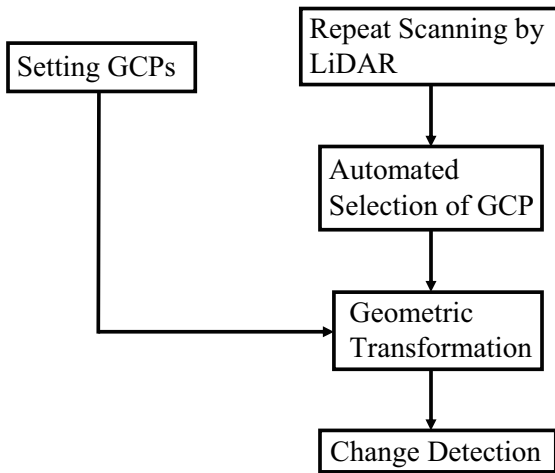 Setting GCPs
Repeat Scanning by
LiDAR
Automated
Selection of GCP
Geometric
Transformation
Change Detection